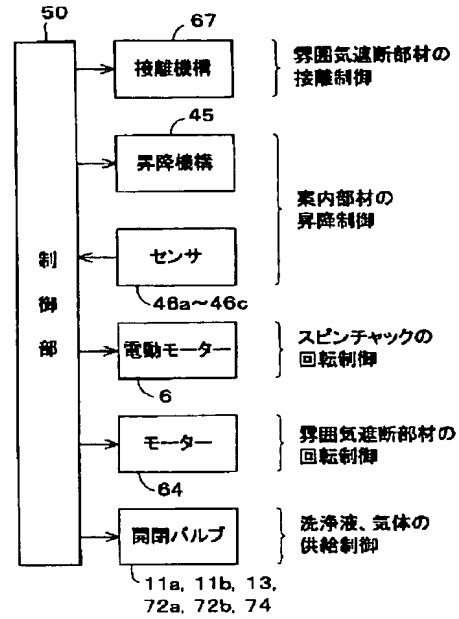 50
制御部
67
接離機構
雰囲気遮断部材の
接離制御
45
昇降機構
センサ
46a～46c
案内部材の
昇降制御
電動モーター
6
スピンチャックの
回転制御
モーター
64
雰囲気遮断部材の
回転制御
開閉バルブ
11a, 11b, 13,
72a, 72b, 74
洗浄液、気体の
供給制御